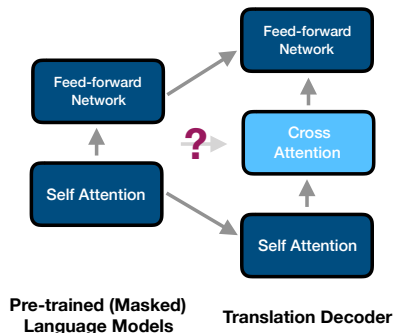 Feed-forward
Network
Feed-forward
Network
?
Cross
Attention
Self Attention
Self Attention
Pre-trained (Masked)
Language Models
Translation Decoder